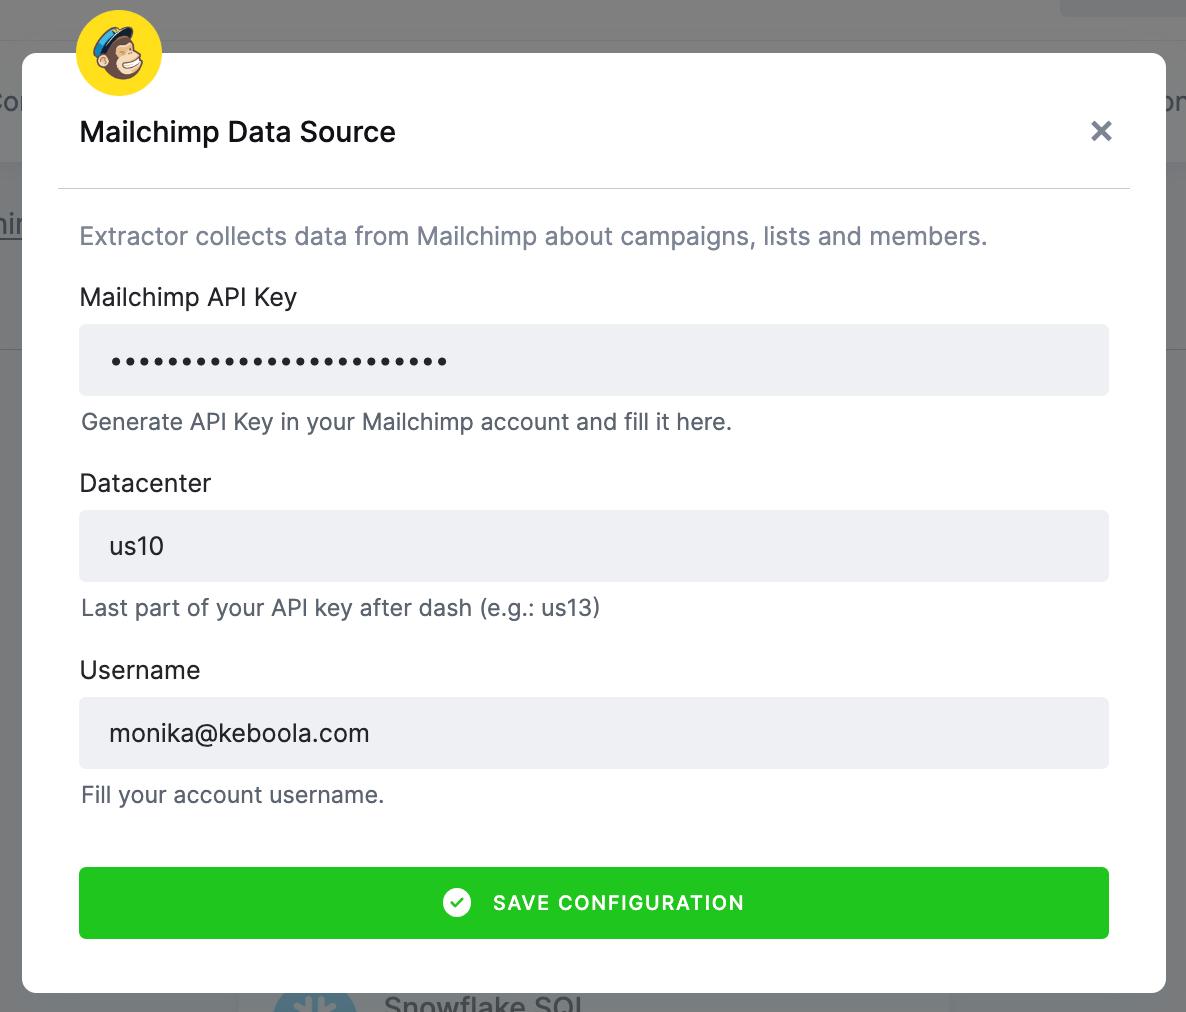 Mailchimp Data Source
Extractor collects data from Mailchimp about campaigns, lists and members.
Mailchimp API Key
••••••••••••••••••••••••
Generate API Key in your Mailchimp account and fill it here.
Datacenter
us10
Last part of your API key after dash (e.g.: us13)
Username
monika@keboola.com
Fill your account username.
SAVE CONFIGURATION
Snowflake SQL